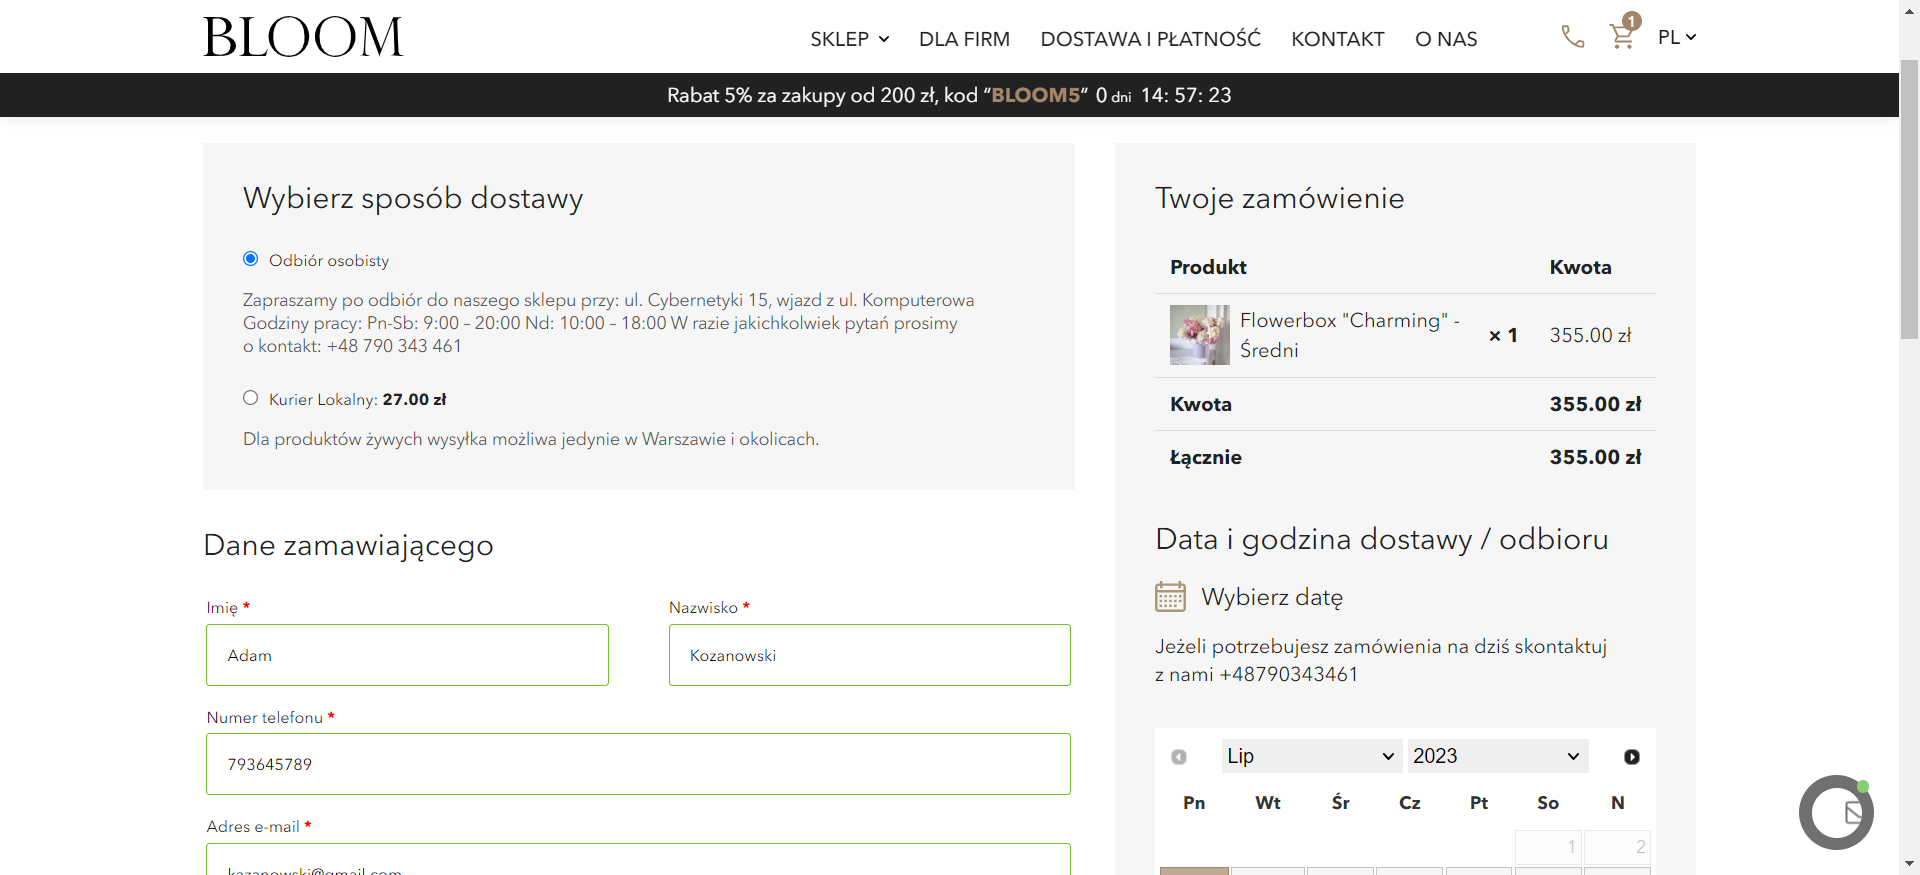 BLOOM
SKLEP
DLA FIRM
DOSTAWA I PŁATNOŚĆ
KONTAKT
O NAS
1
PL
Rabat 5% za zakupy od 200 zł, kod “BLOOM5“ 0 dni 14: 57: 23
Wybierz sposób dostawy
Odbiór osobisty
Zapraszamy po odbiór do naszego sklepu przy: ul. Cybernetyki 15, wjazd z ul. Komputerowa
Godziny pracy: Pn-Sb: 9:00 – 20:00 Nd: 10:00 – 18:00 W razie jakichkolwiek pytań prosimy
o kontakt: +48 790 343 461
Kurier Lokalny: 27.00 zł
Dla produktów żywych wysyłka możliwa jedynie w Warszawie i okolicach.
Dane zamawiającego
Imię *
Nazwisko *
Adam
Kozanowski
Numer telefonu *
793645789
Adres e-mail *
kazanowski@gmail.com
Twoje zamówienie
Produkt Kwota
Flowerbox "Charming" -
Średni
× 1
355.00 zł
Kwota 355.00 zł
Łącznie 355.00 zł
Data i godzina dostawy / odbioru
Wybierz datę
Jeżeli potrzebujesz zamówienia na dziś skontaktuj
z nami +48790343461
Lip 2023
Pn Wt Śr Cz Pt So N
1 2